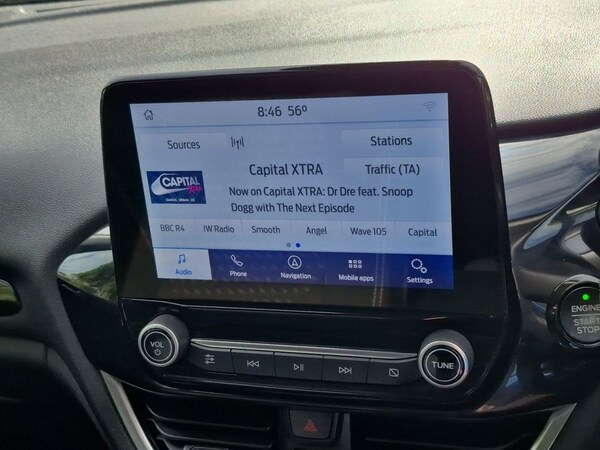 8:46 56°
Sources
Stations
Capital XTRA
Traffic (TA)
CAPITAL
XTRA
Now on Capital XTRA: Dr Dre feat. Snoop
Dogg with The Next Episode
BBC R4 IW Radio Smooth Angel Wave 105 Capital
Audio Phone Navigation Mobile apps Settings
ENGINE
START
STOP
VOL
TUNE